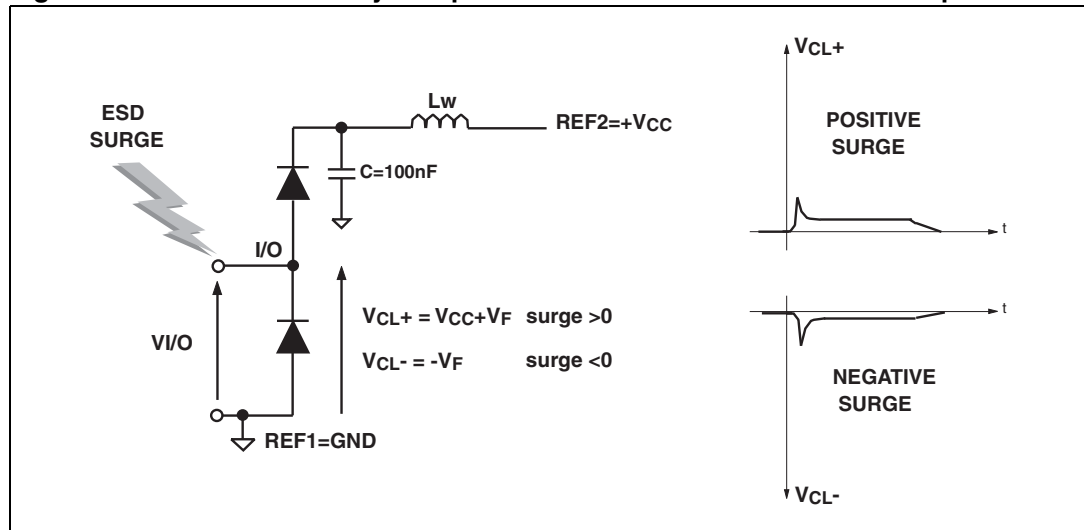 ESD
SURGE
Lw
REF2=+VCC
C=100nF
I/O
VI/O
VCL+ = VCC+VF surge >0
VCL- = -VF surge <0
REF1=GND
VCL+
POSITIVE
SURGE
t
t
NEGATIVE
SURGE
VCL-